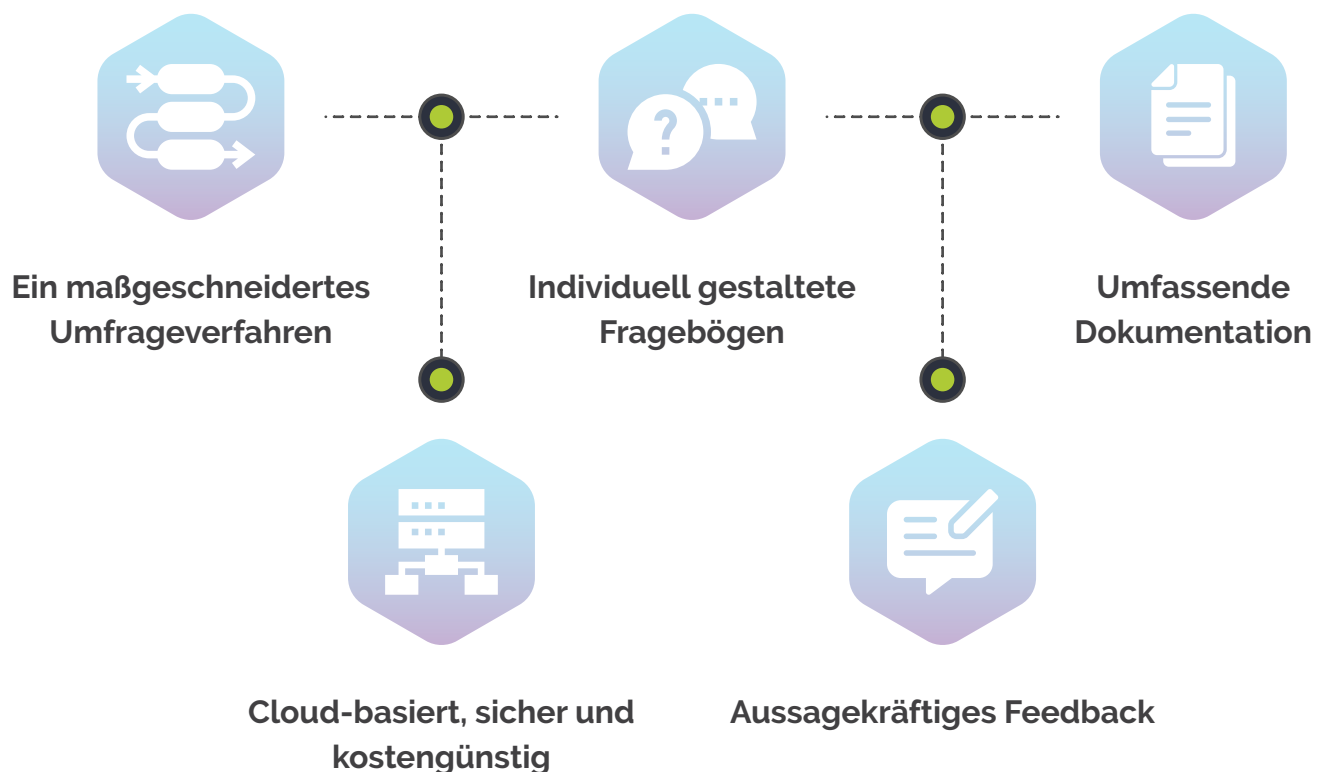 Ein maßgeschneidertes
Umfrageverfahren
Individuell gestaltete
Fragebögen
Umfassende
Dokumentation
Cloud-basiert, sicher und
kostengünstig
Aussagekräftiges Feedback